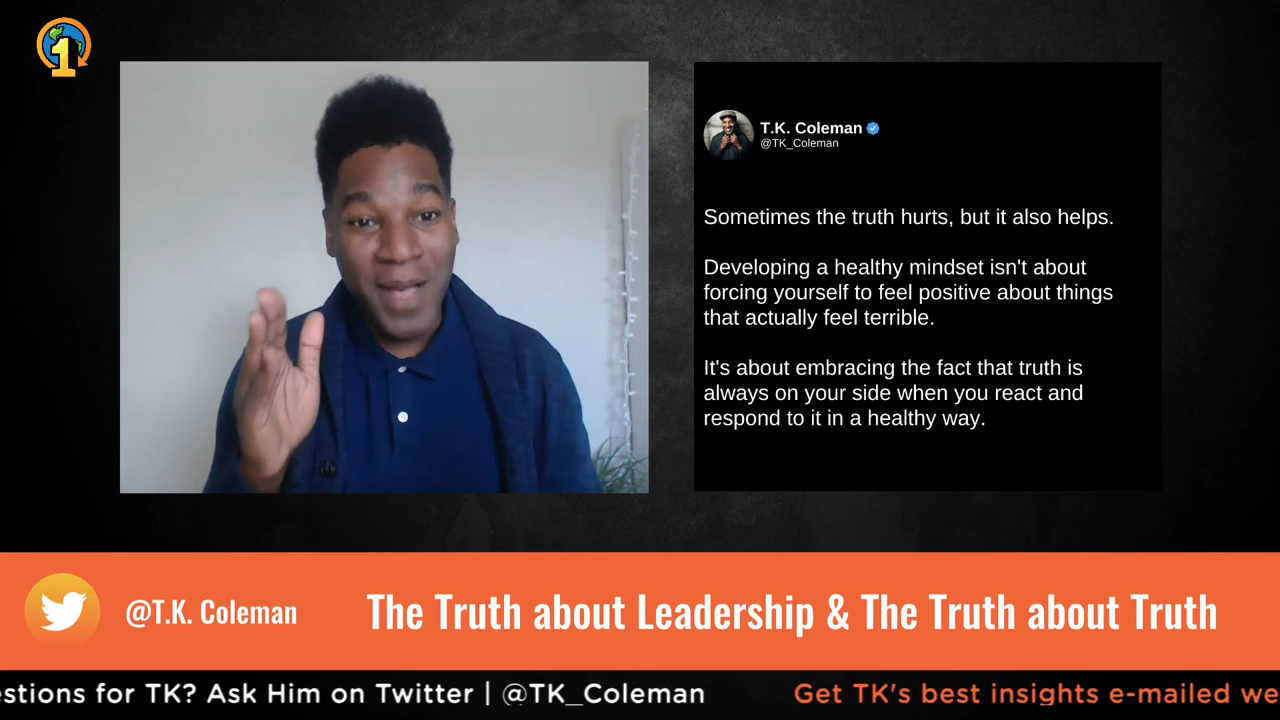 1
T.K. Coleman
@TK_Coleman
Sometimes the truth hurts, but it also helps.
Developing a healthy mindset isn't about
forcing yourself to feel positive about things
that actually feel terrible.
It's about embracing the fact that truth is
always on your side when you react and
respond to it in a healthy way.
@T.K. Coleman
The Truth about Leadership & The Truth about Truth
estions for TK? Ask Him on Twitter | @TK_Coleman
Get TK's best insights e-mailed we